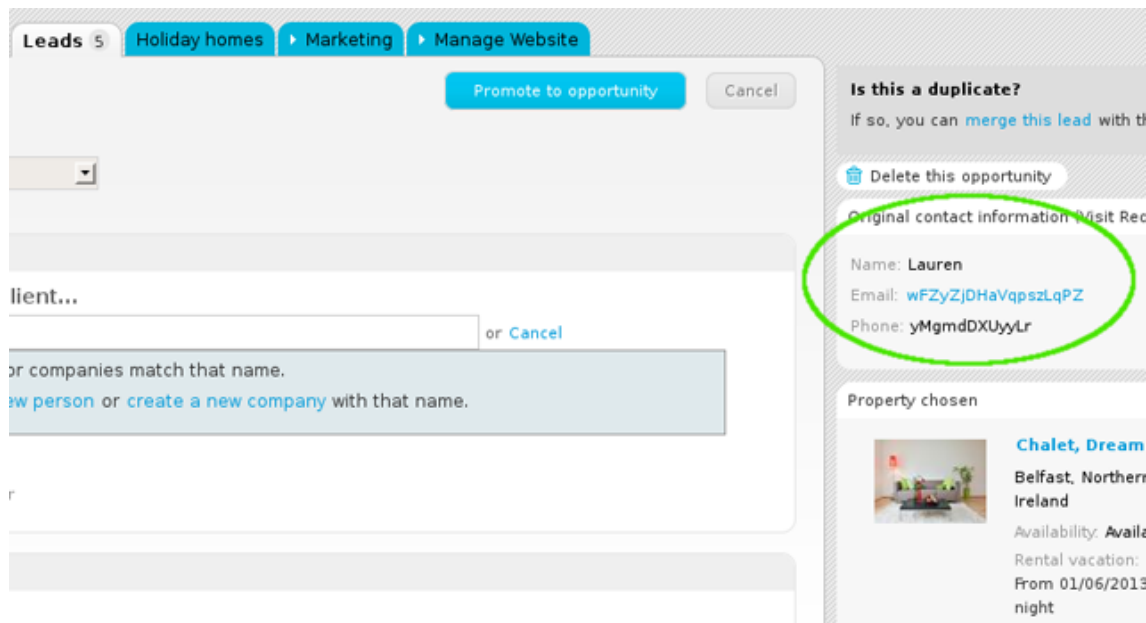 Leads 5 Holiday homes Marketing Manage Website
Promote to opportunity Cancel
lient...
or Cancel
or companies match that name.
ew person or create a new company with that name.
r
Is this a duplicate?
If so, you can merge this lead with th
Delete this opportunity
Original contact information (Visit Rec
Name: Lauren
Email: wFZyZjDHaVqpszLqPZ
Phone: yMgmdDXUyyLr
Property chosen
Chalet, Dream
Belfast, Northern
Ireland
Availability: Availa
Rental vacation:
From 01/06/2013
night